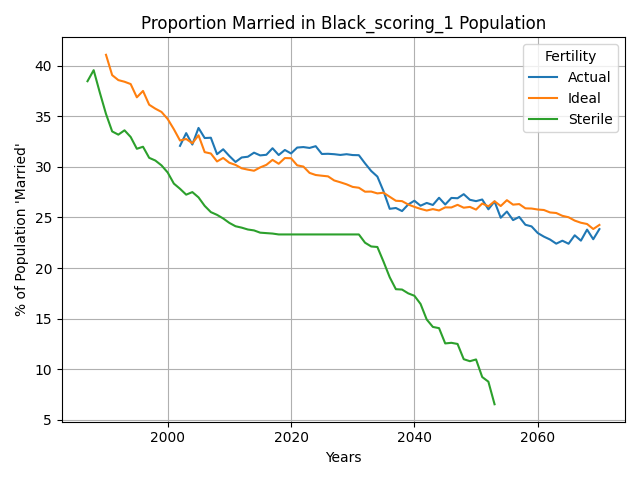 Proportion Married in Black_scoring_1 Population
% of Population 'Married'
40
35
30
25
20
15
10
5
Fertility
Actual
Ideal
Sterile
2000
2020
2040
2060
Years